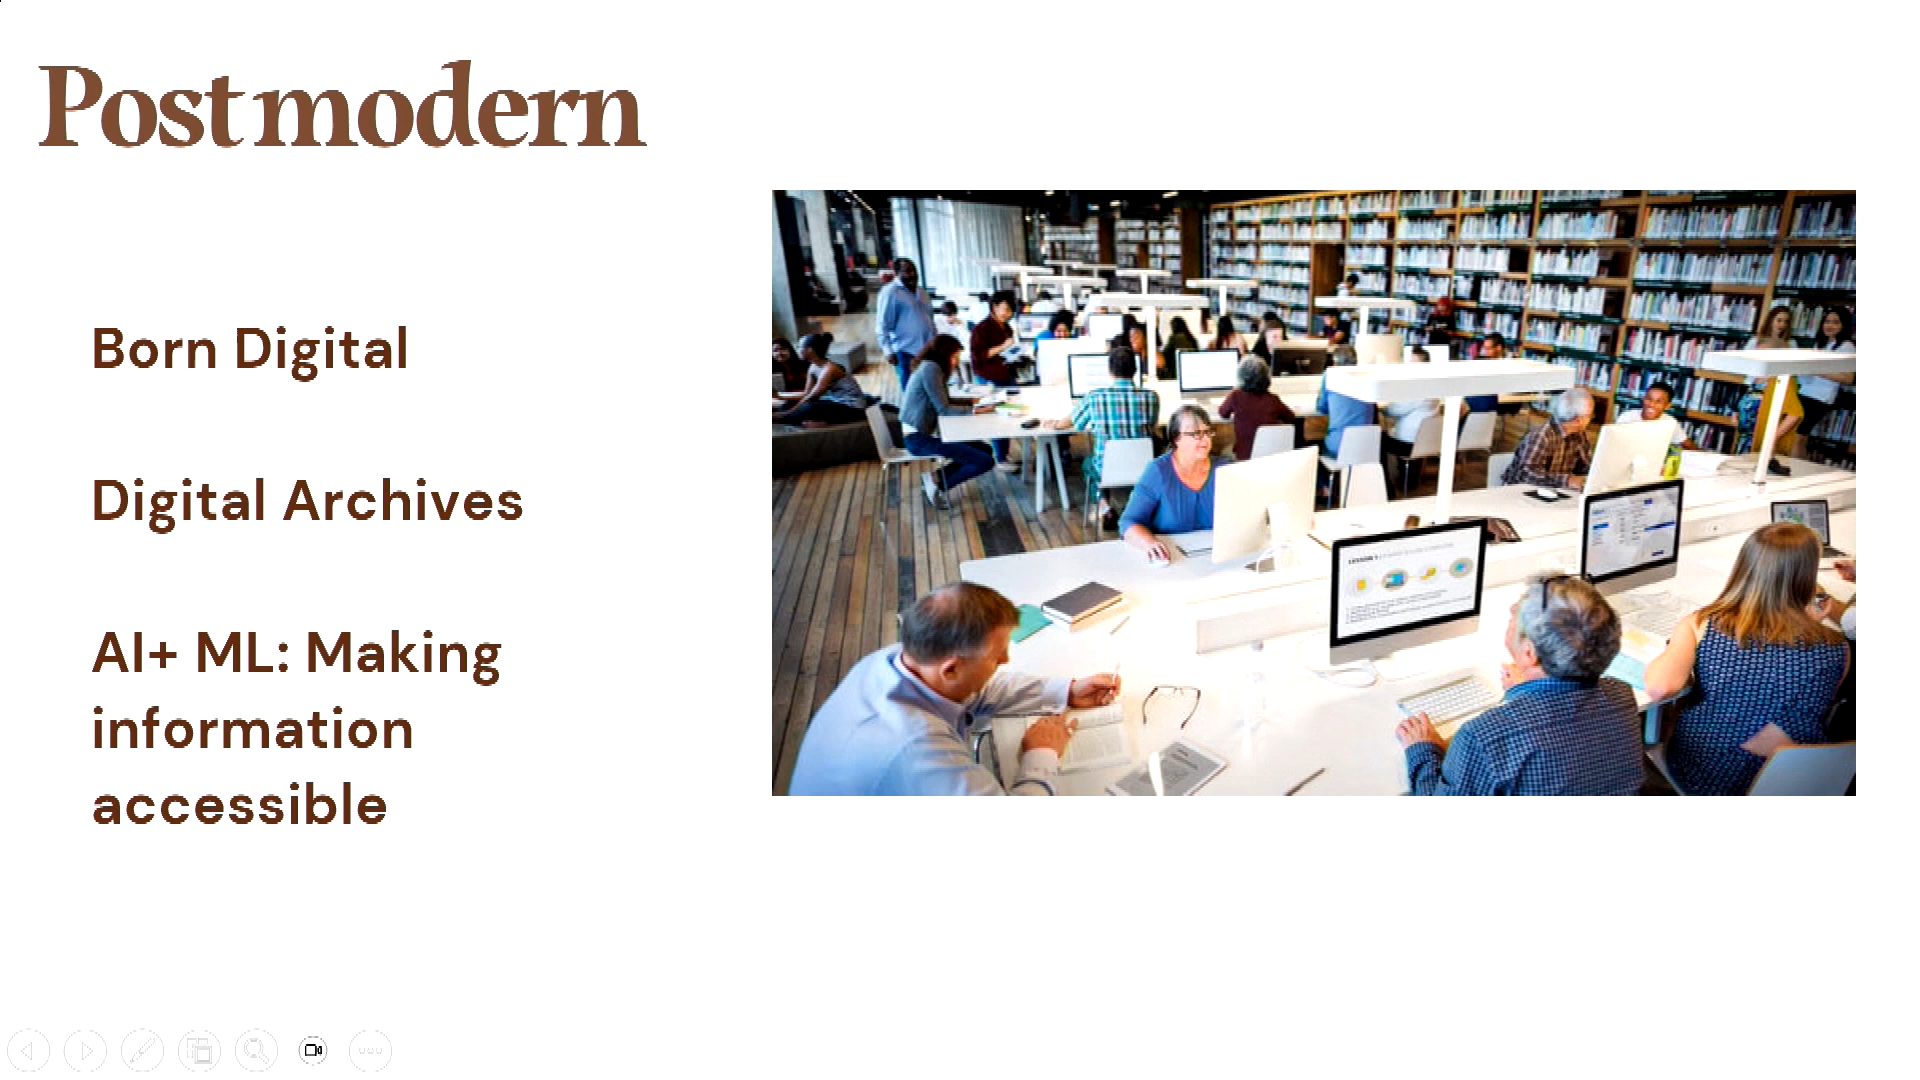 Postmodern
Born Digital
Digital Archives
AI+ ML: Making
information
accessible